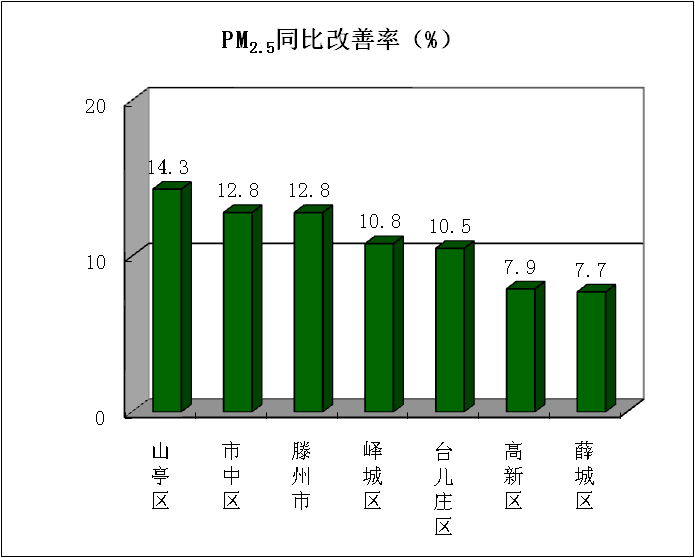 PM2.5同比改善率（%）
20
10
0
14.3
12.8
12.8
10.8
10.5
7.9
7.7
山亭区
市中区
滕州市
峄城区
台儿庄区
高新区
薛城区